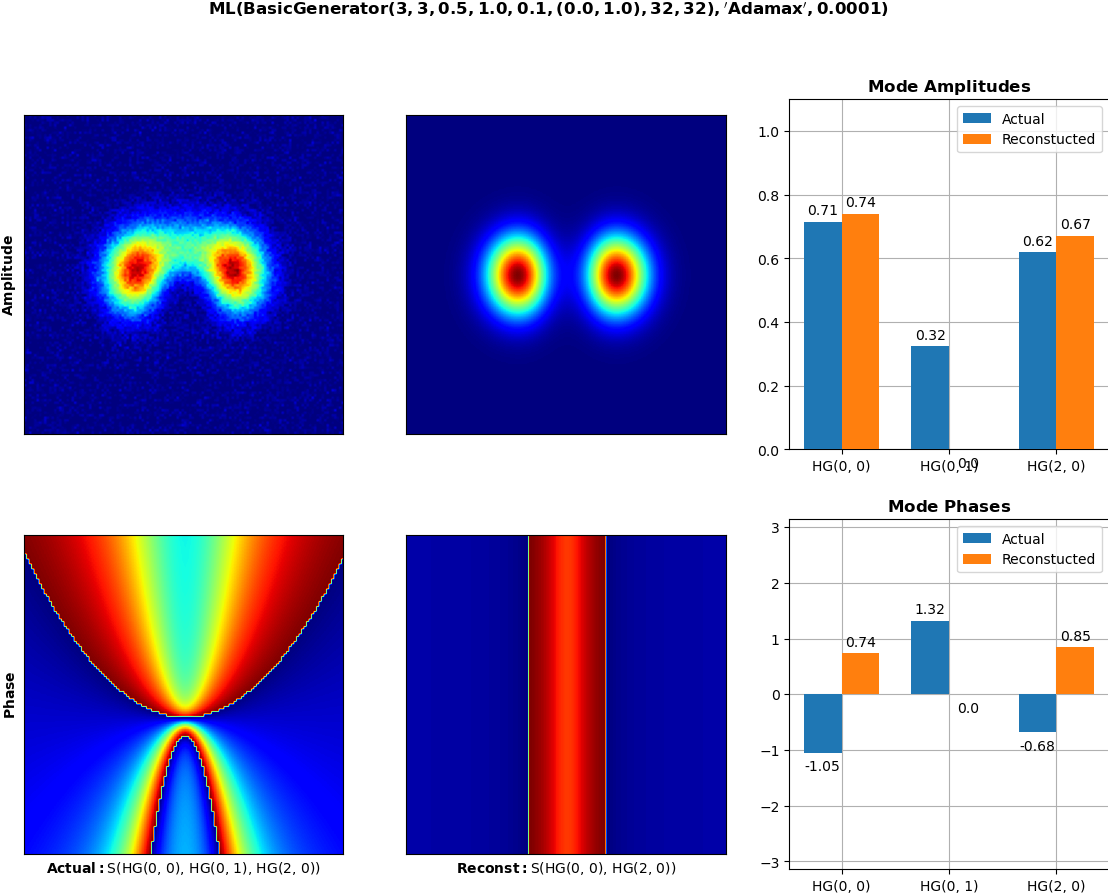 ML(BasicGenerator(3, 3, 0.5, 1.0, 0.1, (0.0, 1.0), 32, 32), ′Adamax′, 0.0001)
Amplitude
Mode Amplitudes
Actual
Reconstucted
1.0
0.8
0.6
0.4
0.2
0.0
0.71
0.74
0.32
0.0
0.62
0.67
HG(0, 0)
HG(0, 1)
HG(2, 0)
Phase
Actual: S(HG(0, 0), HG(0, 1), HG(2, 0))
Reconst: S(HG(0, 0), HG(2, 0))
Mode Phases
Actual
Reconstucted
3
2
1
0
−1
−2
−3
-1.05
0.74
1.32
0.0
-0.68
0.85
HG(0, 0)
HG(0, 1)
HG(2, 0)